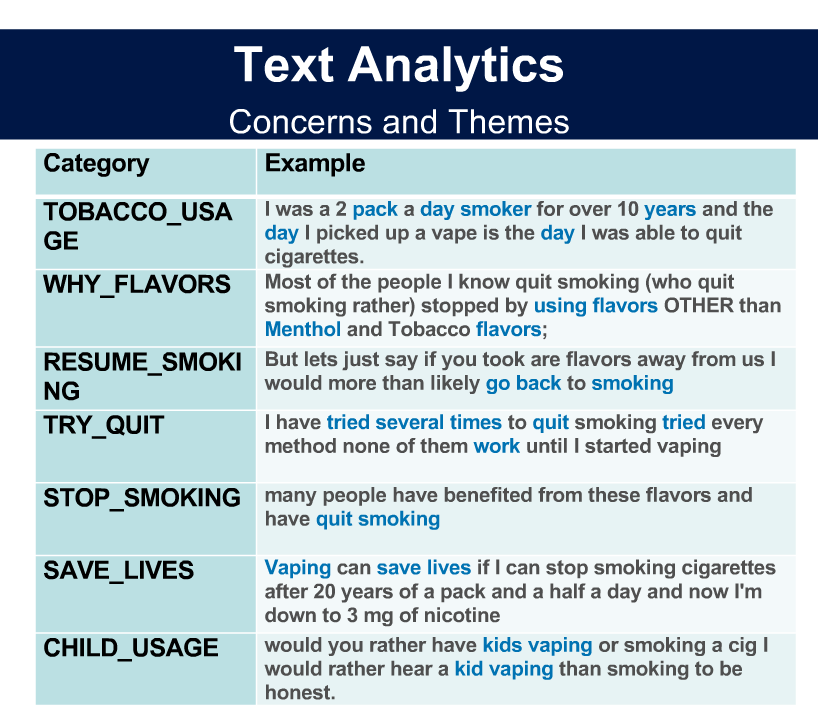 Text Analytics
Concerns and Themes
Category
Example
TOBACCO_USA
GE
I was a 2 pack a day smoker for over 10 years and the
day I picked up a vape is the day I was able to quit
cigarettes.
WHY_FLAVORS
Most of the people I know quit smoking (who quit
smoking rather) stopped by using flavors OTHER than
Menthol and Tobacco flavors;
RESUME_SMOKI
NG
But lets just say if you took are flavors away from us I
would more than likely go back to smoking
TRY_QUIT
I have tried several times to quit smoking tried every
method none of them work until I started vaping
STOP_SMOKING
many people have benefited from these flavors and
have quit smoking
SAVE_LIVES
Vaping can save lives if I can stop smoking cigarettes
after 20 years of a pack and a half a day and now I'm
down to 3 mg of nicotine
CHILD_USAGE
would you rather have kids vaping or smoking a cig I
would rather hear a kid vaping than smoking to be
honest.